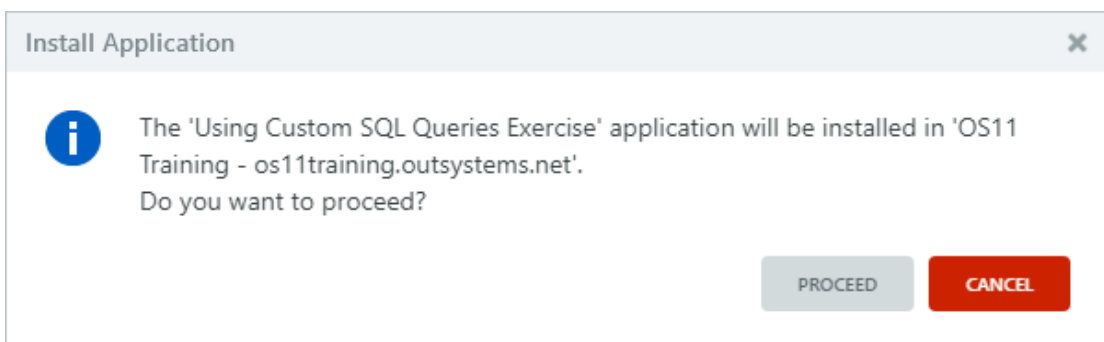 Install Application
The 'Using Custom SQL Queries Exercise' application will be installed in 'OS11
Training - os11training.outsystems.net'.
Do you want to proceed?
PROCEED
CANCEL